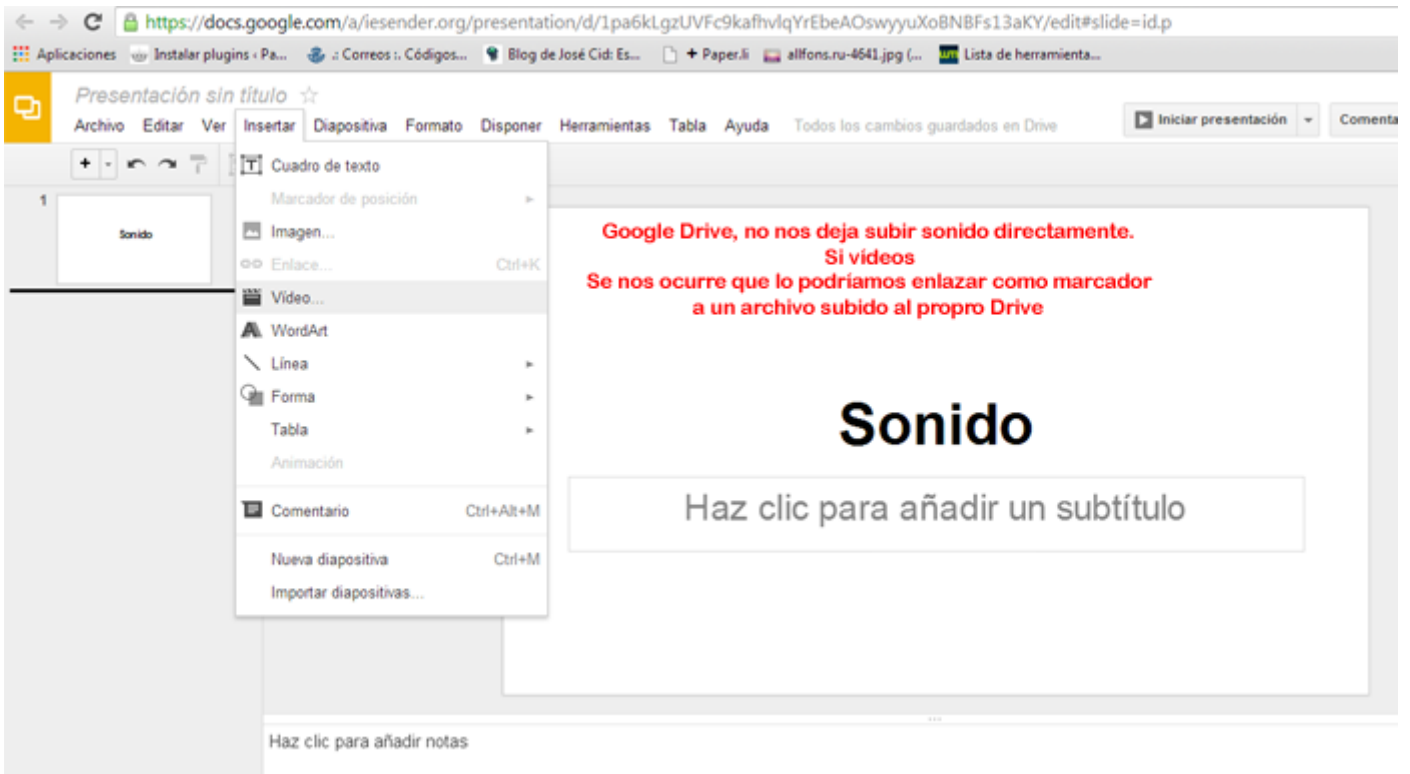 https://docs.google.com/a/iesender.org/presentation/d/1pa6kLgzUVFc9kafhvlqYrEbeAOswyyuXoBNBFs13aKY/edit#slide=id.p
Aplicaciones Instalar plugins ‹ Pa... .: Correos :. Códigos... Blog de José Cid: Es... + Paper.li allfons.ru-4641.jpg (... Lista de herramienta...
Presentación sin título
Archivo Editar Ver Insertar Diapositiva Formato Disponer Herramientas Tabla Ayuda Todos los cambios guardados en Drive Iniciar presentación Comenta
1
Sonido
Cuadro de texto
Marcador de posición
Imagen...
Enlace... Ctrl+K
Vídeo...
WordArt
Línea
Forma
Tabla
Animación
Comentario Ctrl+Alt+M
Nueva diapositiva Ctrl+M
Importar diapositivas...
Google Drive, no nos deja subir sonido directamente.
Si vídeos
Se nos ocurre que lo podríamos enlazar como marcador
a un archivo subido al propro Drive
Sonido
Haz clic para añadir un subtítulo
Haz clic para añadir notas